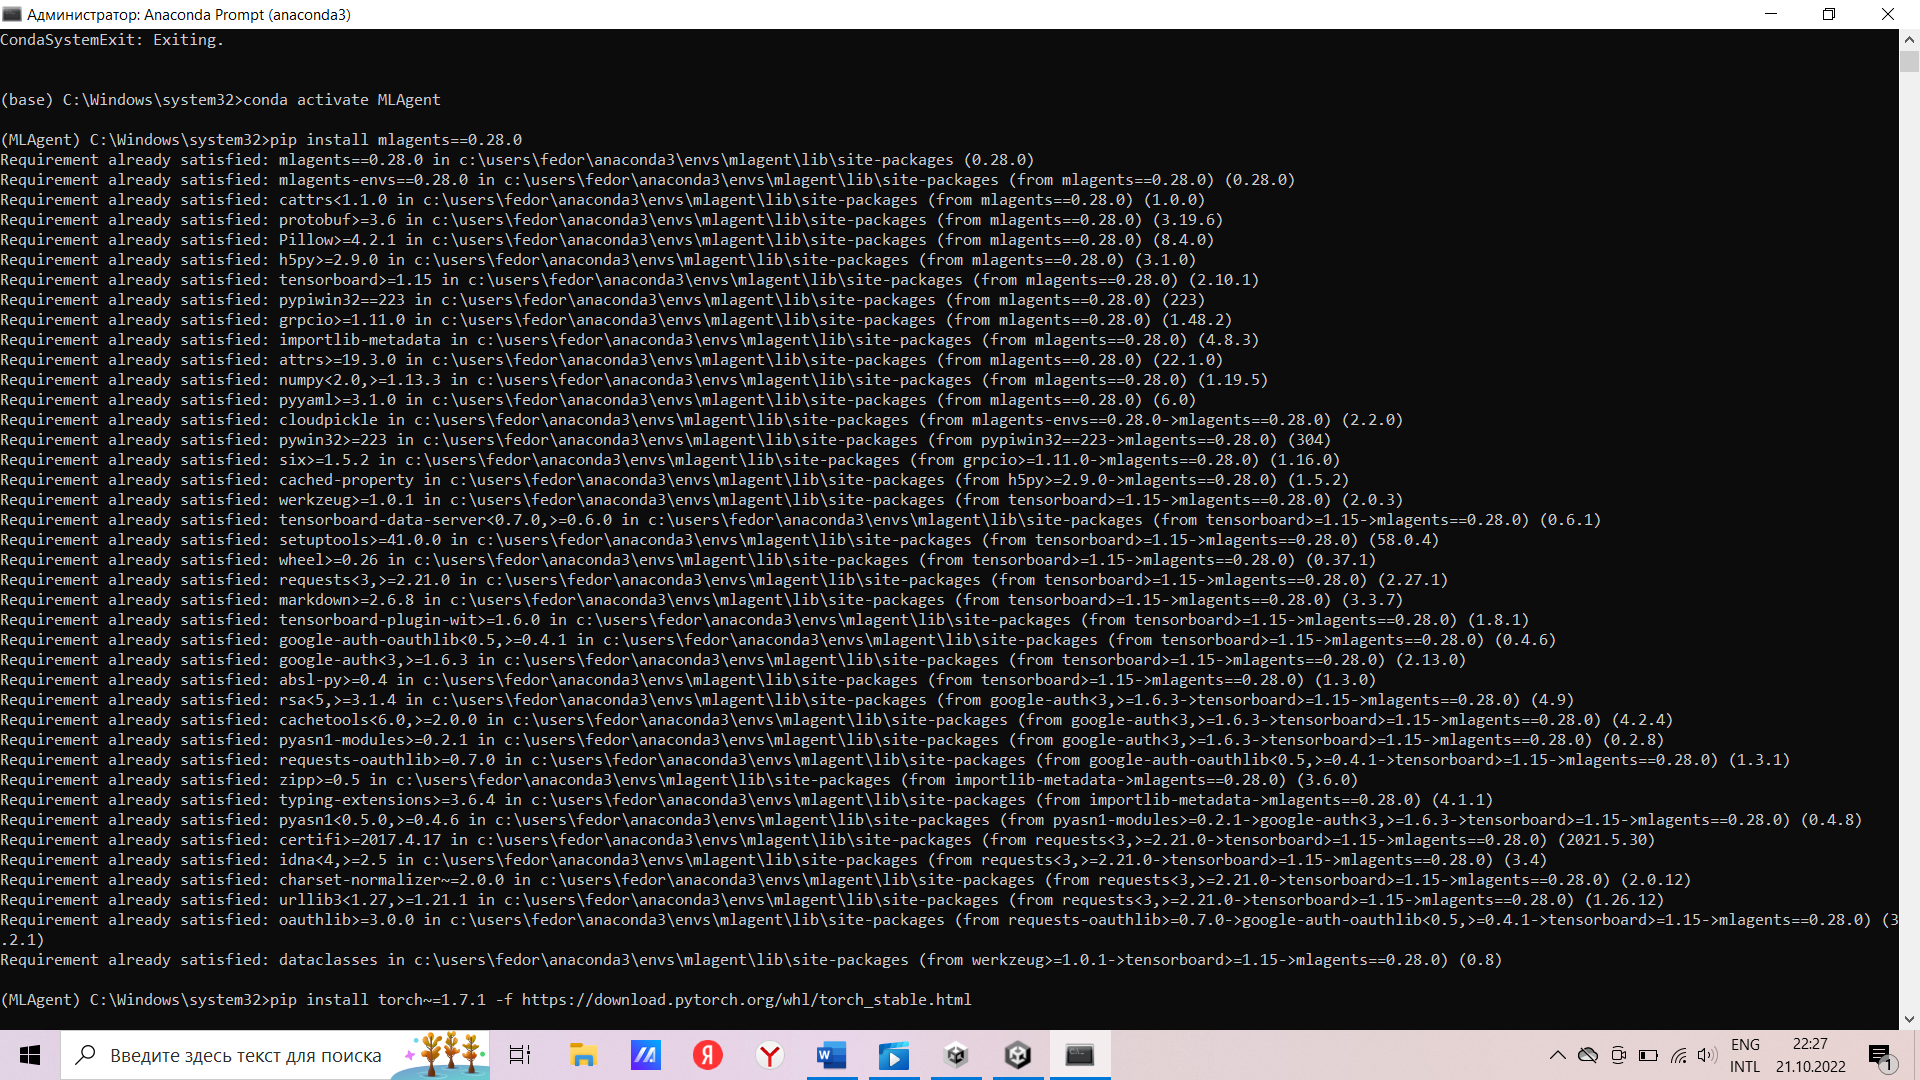 Администратор: Anaconda Prompt (anaconda3)
CondaSystemExit: Exiting.
(base) C:\Windows\system32>conda activate MLAgent
(MLAgent) C:\Windows\system32>pip install mlagents==0.28.0
Requirement already satisfied: mlagents==0.28.0 in c:\users\fedor\anaconda3\envs\mlagent\lib\site-packages (0.28.0)
Requirement already satisfied: mlagents-envs==0.28.0 in c:\users\fedor\anaconda3\envs\mlagent\lib\site-packages (from mlagents==0.28.0) (0.28.0)
Requirement already satisfied: cattrs<1.1.0 in c:\users\fedor\anaconda3\envs\mlagent\lib\site-packages (from mlagents==0.28.0) (1.0.0)
Requirement already satisfied: protobuf>=3.6 in c:\users\fedor\anaconda3\envs\mlagent\lib\site-packages (from mlagents==0.28.0) (3.19.6)
Requirement already satisfied: Pillow>=4.2.1 in c:\users\fedor\anaconda3\envs\mlagent\lib\site-packages (from mlagents==0.28.0) (8.4.0)
Requirement already satisfied: h5py>=2.9.0 in c:\users\fedor\anaconda3\envs\mlagent\lib\site-packages (from mlagents==0.28.0) (3.1.0)
Requirement already satisfied: tensorboard>=1.15 in c:\users\fedor\anaconda3\envs\mlagent\lib\site-packages (from mlagents==0.28.0) (2.10.1)
Requirement already satisfied: pypiwin32==223 in c:\users\fedor\anaconda3\envs\mlagent\lib\site-packages (from mlagents==0.28.0) (223)
Requirement already satisfied: grpcio>=1.11.0 in c:\users\fedor\anaconda3\envs\mlagent\lib\site-packages (from mlagents==0.28.0) (1.48.2)
Requirement already satisfied: importlib-metadata in c:\users\fedor\anaconda3\envs\mlagent\lib\site-packages (from mlagents==0.28.0) (4.8.3)
Requirement already satisfied: attrs>=19.3.0 in c:\users\fedor\anaconda3\envs\mlagent\lib\site-packages (from mlagents==0.28.0) (22.1.0)
Requirement already satisfied: numpy<2.0,>=1.13.3 in c:\users\fedor\anaconda3\envs\mlagent\lib\site-packages (from mlagents==0.28.0) (1.19.5)
Requirement already satisfied: pyyaml>=3.1.0 in c:\users\fedor\anaconda3\envs\mlagent\lib\site-packages (from mlagents==0.28.0) (6.0)
Requirement already satisfied: cloudpickle in c:\users\fedor\anaconda3\envs\mlagent\lib\site-packages (from mlagents-envs==0.28.0->mlagents==0.28.0) (2.2.0)
Requirement already satisfied: pywin32>=223 in c:\users\fedor\anaconda3\envs\mlagent\lib\site-packages (from pypiwin32==223->mlagents==0.28.0) (304)
Requirement already satisfied: six>=1.5.2 in c:\users\fedor\anaconda3\envs\mlagent\lib\site-packages (from grpcio>=1.11.0->mlagents==0.28.0) (1.16.0)
Requirement already satisfied: cached-property in c:\users\fedor\anaconda3\envs\mlagent\lib\site-packages (from h5py>=2.9.0->mlagents==0.28.0) (1.5.2)
Requirement already satisfied: werkzeug>=1.0.1 in c:\users\fedor\anaconda3\envs\mlagent\lib\site-packages (from tensorboard>=1.15->mlagents==0.28.0) (2.0.3)
Requirement already satisfied: tensorboard-data-server<0.7.0,>=0.6.0 in c:\users\fedor\anaconda3\envs\mlagent\lib\site-packages (from tensorboard>=1.15->mlagents==0.28.0) (0.6.1)
Requirement already satisfied: setuptools>=41.0.0 in c:\users\fedor\anaconda3\envs\mlagent\lib\site-packages (from tensorboard>=1.15->mlagents==0.28.0) (58.0.4)
Requirement already satisfied: wheel>=0.26 in c:\users\fedor\anaconda3\envs\mlagent\lib\site-packages (from tensorboard>=1.15->mlagents==0.28.0) (0.37.1)
Requirement already satisfied: requests<3,>=2.21.0 in c:\users\fedor\anaconda3\envs\mlagent\lib\site-packages (from tensorboard>=1.15->mlagents==0.28.0) (2.27.1)
Requirement already satisfied: markdown>=2.6.8 in c:\users\fedor\anaconda3\envs\mlagent\lib\site-packages (from tensorboard>=1.15->mlagents==0.28.0) (3.3.7)
Requirement already satisfied: tensorboard-plugin-wit>=1.6.0 in c:\users\fedor\anaconda3\envs\mlagent\lib\site-packages (from tensorboard>=1.15->mlagents==0.28.0) (1.8.1)
Requirement already satisfied: google-auth-oauthlib<0.5,>=0.4.1 in c:\users\fedor\anaconda3\envs\mlagent\lib\site-packages (from tensorboard>=1.15->mlagents==0.28.0) (0.4.6)
Requirement already satisfied: google-auth<3,>=1.6.3 in c:\users\fedor\anaconda3\envs\mlagent\lib\site-packages (from tensorboard>=1.15->mlagents==0.28.0) (2.13.0)
Requirement already satisfied: absl-py>=0.4 in c:\users\fedor\anaconda3\envs\mlagent\lib\site-packages (from tensorboard>=1.15->mlagents==0.28.0) (1.3.0)
Requirement already satisfied: rsa<5,>=3.1.4 in c:\users\fedor\anaconda3\envs\mlagent\lib\site-packages (from google-auth<3,>=1.6.3->tensorboard>=1.15->mlagents==0.28.0) (4.9)
Requirement already satisfied: cachetools<6.0,>=2.0.0 in c:\users\fedor\anaconda3\envs\mlagent\lib\site-packages (from google-auth<3,>=1.6.3->tensorboard>=1.15->mlagents==0.28.0) (4.2.4)
Requirement already satisfied: pyasn1-modules>=0.2.1 in c:\users\fedor\anaconda3\envs\mlagent\lib\site-packages (from google-auth<3,>=1.6.3->tensorboard>=1.15->mlagents==0.28.0) (0.2.8)
Requirement already satisfied: requests-oauthlib>=0.7.0 in c:\users\fedor\anaconda3\envs\mlagent\lib\site-packages (from google-auth-oauthlib<0.5,>=0.4.1->tensorboard>=1.15->mlagents==0.28.0) (1.3.1)
Requirement already satisfied: zipp>=0.5 in c:\users\fedor\anaconda3\envs\mlagent\lib\site-packages (from importlib-metadata->mlagents==0.28.0) (3.6.0)
Requirement already satisfied: typing-extensions>=3.6.4 in c:\users\fedor\anaconda3\envs\mlagent\lib\site-packages (from importlib-metadata->mlagents==0.28.0) (4.1.1)
Requirement already satisfied: pyasn1<0.5.0,>=0.4.6 in c:\users\fedor\anaconda3\envs\mlagent\lib\site-packages (from pyasn1-modules>=0.2.1->google-auth<3,>=1.6.3->tensorboard>=1.15->mlagents==0.28.0) (0.4.8)
Requirement already satisfied: certifi>=2017.4.17 in c:\users\fedor\anaconda3\envs\mlagent\lib\site-packages (from requests<3,>=2.21.0->tensorboard>=1.15->mlagents==0.28.0) (2021.5.30)
Requirement already satisfied: idna<4,>=2.5 in c:\users\fedor\anaconda3\envs\mlagent\lib\site-packages (from requests<3,>=2.21.0->tensorboard>=1.15->mlagents==0.28.0) (3.4)
Requirement already satisfied: charset-normalizer~=2.0.0 in c:\users\fedor\anaconda3\envs\mlagent\lib\site-packages (from requests<3,>=2.21.0->tensorboard>=1.15->mlagents==0.28.0) (2.0.12)
Requirement already satisfied: urllib3<1.27,>=1.21.1 in c:\users\fedor\anaconda3\envs\mlagent\lib\site-packages (from requests<3,>=2.21.0->tensorboard>=1.15->mlagents==0.28.0) (1.26.12)
Requirement already satisfied: oauthlib>=3.0.0 in c:\users\fedor\anaconda3\envs\mlagent\lib\site-packages (from requests-oauthlib>=0.7.0->google-auth-oauthlib<0.5,>=0.4.1->tensorboard>=1.15->mlagents==0.28.0) (3
.2.1)
Requirement already satisfied: dataclasses in c:\users\fedor\anaconda3\envs\mlagent\lib\site-packages (from werkzeug>=1.0.1->tensorboard>=1.15->mlagents==0.28.0) (0.8)
(MLAgent) C:\Windows\system32>pip install torch~=1.7.1 -f https://download.pytorch.org/whl/torch_stable.html
Введите здесь текст для поиска
Я
Y
W
ENG
INTL
22:27
21.10.2022
1